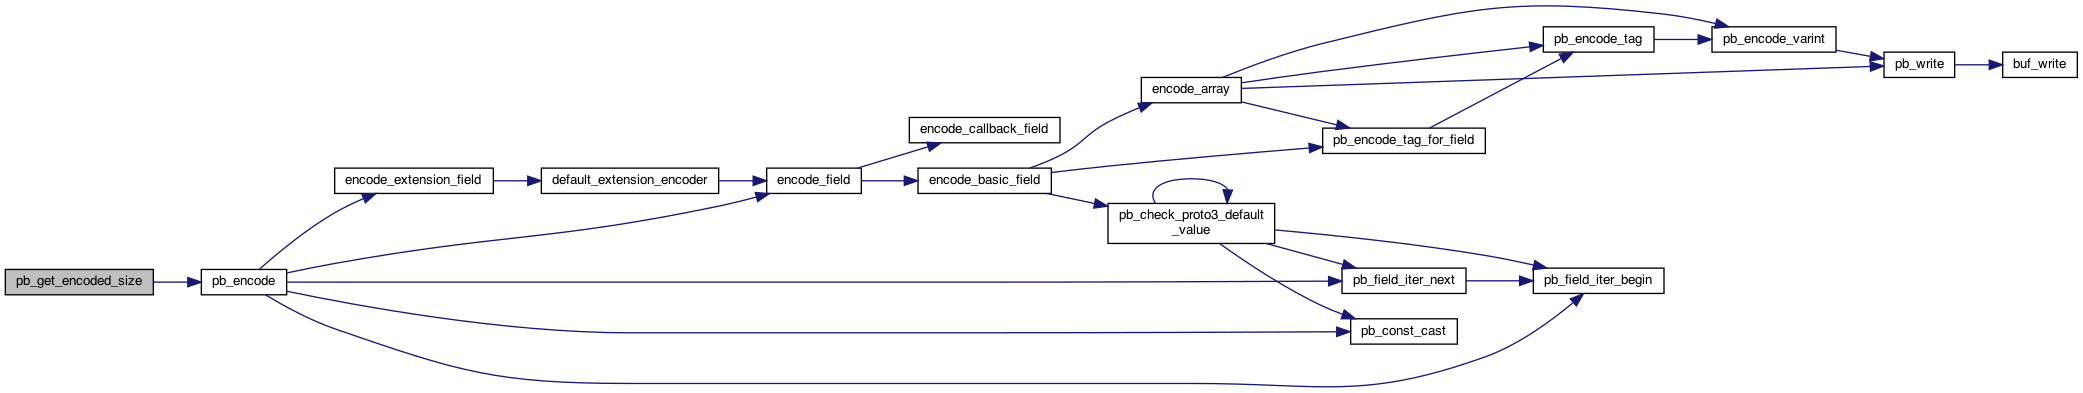 pb_get_encoded_size
pb_encode
encode_extension_field
default_extension_encoder
encode_field
encode_callback_field
encode_basic_field
encode_array
pb_check_proto3_default
_value
pb_encode_tag_for_field
pb_field_iter_next
pb_const_cast
pb_encode_tag
pb_field_iter_begin
pb_encode_varint
pb_write
buf_write